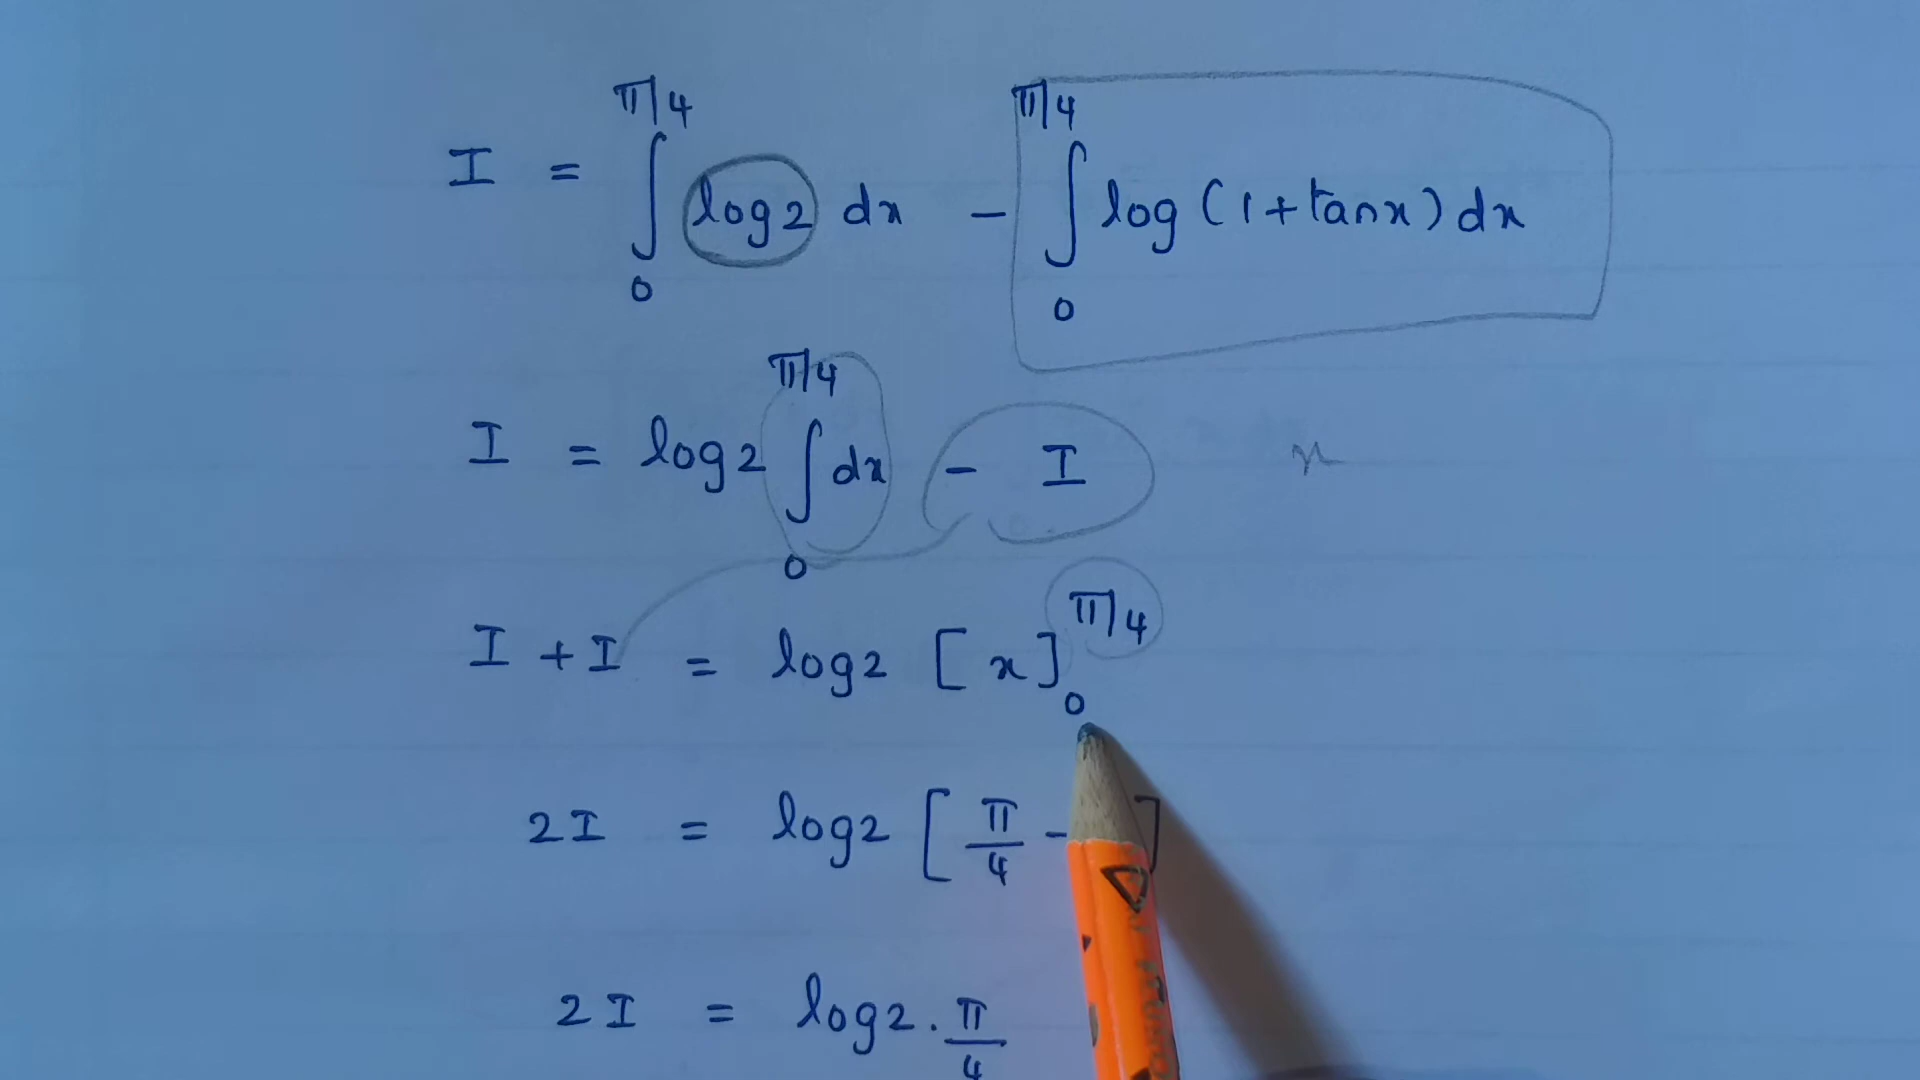 I = ∫₀^π/4 log2 dx - ∫₀^π/4 log(1+tanx)dx
I = log2 ∫₀^π/4 dx - I x
I + I = log2 [x]₀^π/4
2I = log2 [π/4 - ]
2I = log2 . π/4